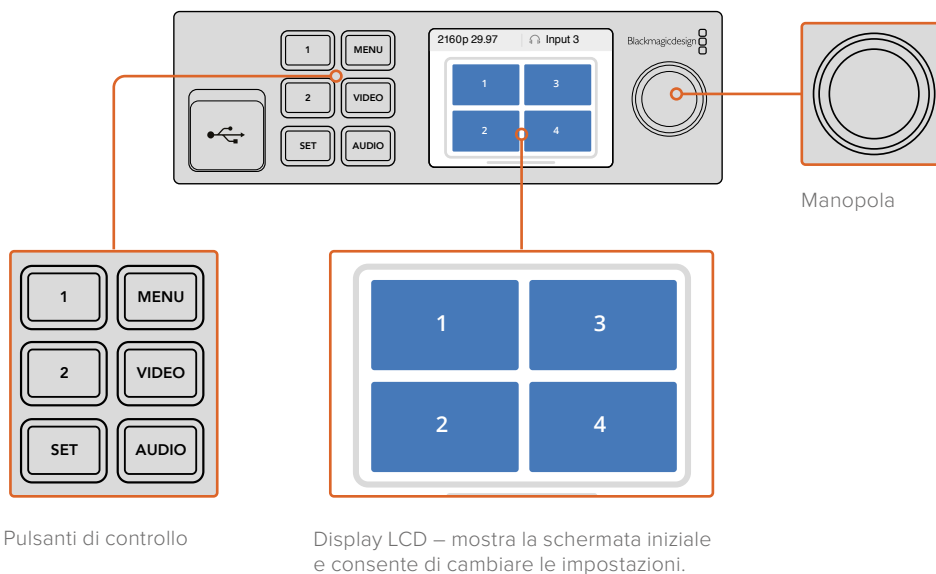 2160p 29.97 Input 3
Blackmagicdesign
1 MENU
2 VIDEO
SET AUDIO
1 3
2 4
Manopola
1 MENU
2 VIDEO
SET AUDIO
1 3
2 4
Pulsanti di controllo
Display LCD – mostra la schermata iniziale
e consente di cambiare le impostazioni.